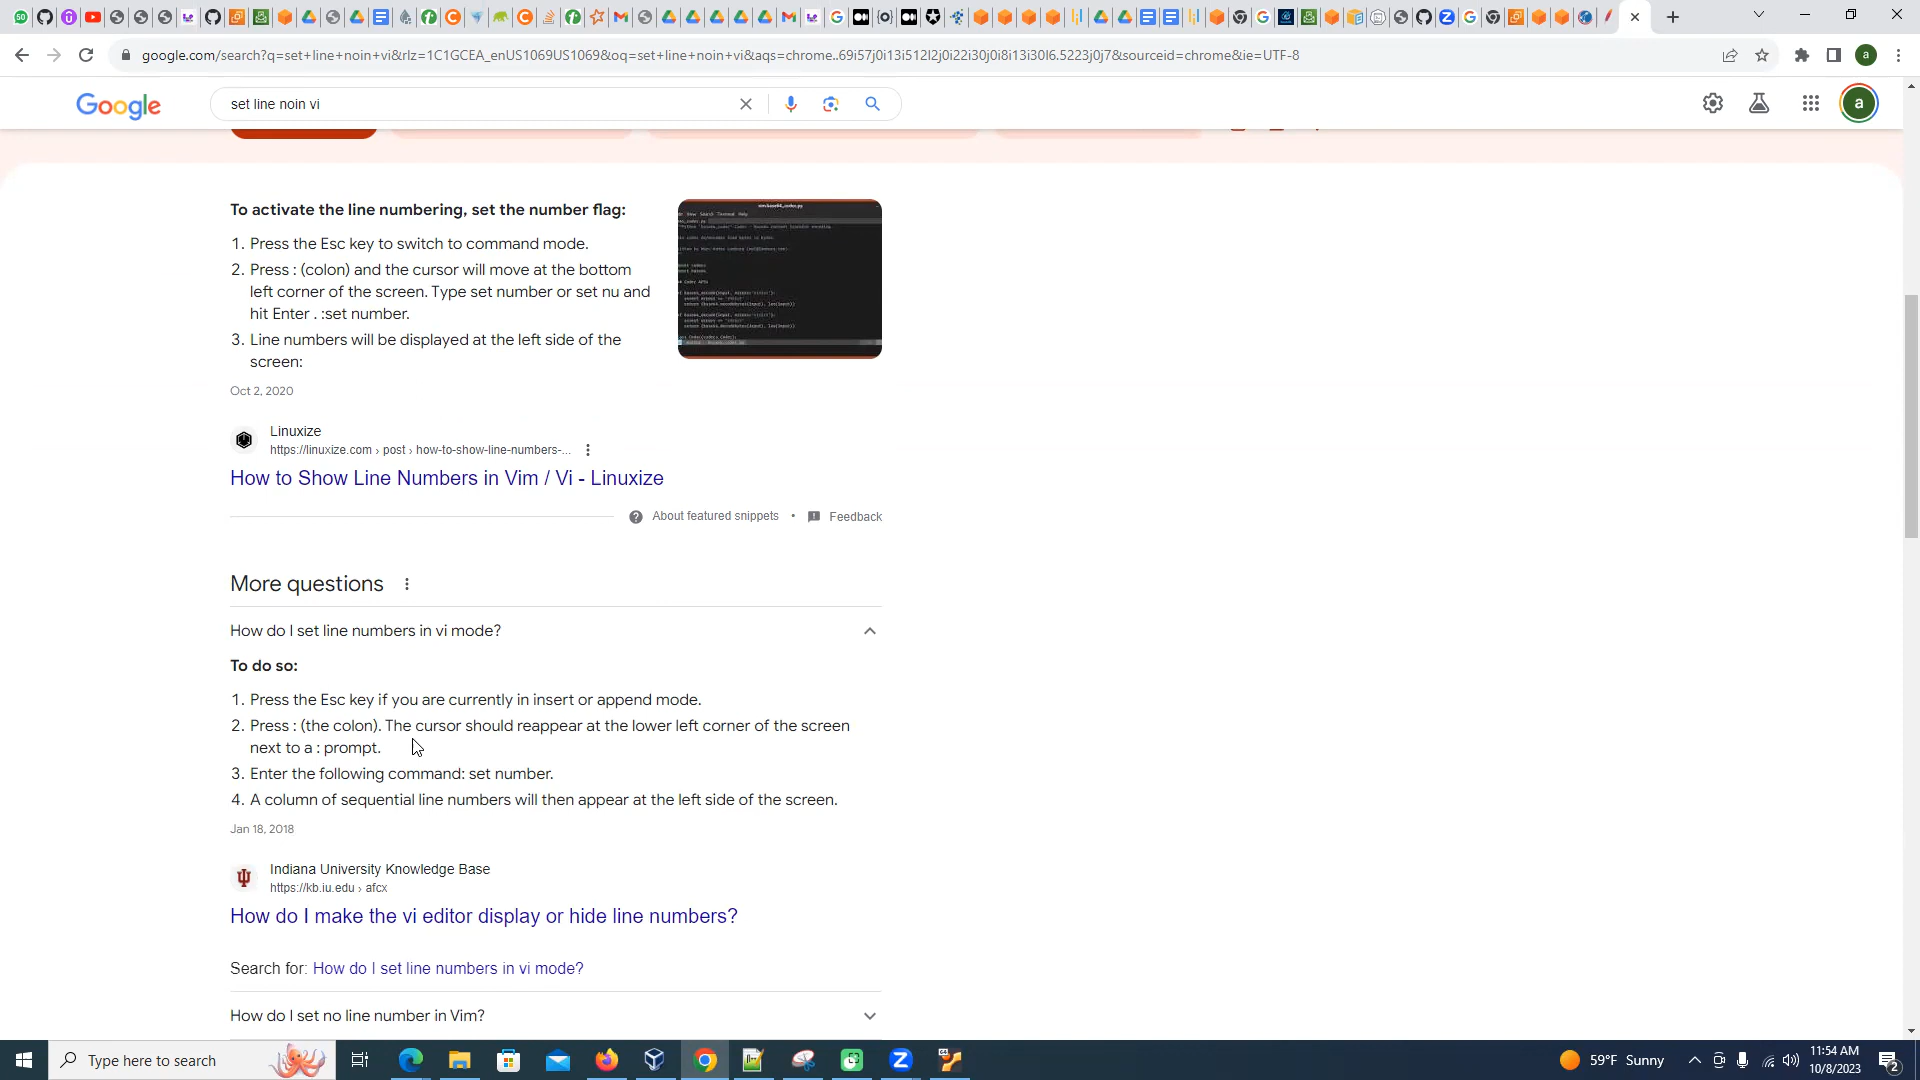 google.com/search?q=set+line+noin+vi&rlz=1C1GCEA_enUS1069US1069&oq=set+line+noin+vi&aqs=chrome..69i57j0i13i512l2j0i22i30j0i8i13i30l6.5223j0j7&sourceid=chrome&ie=UTF-8
a
Google
set line noin vi
a
To activate the line numbering, set the number flag:
1. Press the Esc key to switch to command mode.
2. Press : (colon) and the cursor will move at the bottom
left corner of the screen. Type set number or set nu and
hit Enter . :set number.
3. Line numbers will be displayed at the left side of the
screen:
Oct 2, 2020
Linuxize
https://linuxize.com › post › how-to-show-line-numbers-...
How to Show Line Numbers in Vim / Vi - Linuxize
About featured snippets • Feedback
More questions
How do I set line numbers in vi mode?
To do so:
1. Press the Esc key if you are currently in insert or append mode.
2. Press : (the colon). The cursor should reappear at the lower left corner of the screen
next to a : prompt.
3. Enter the following command: set number.
4. A column of sequential line numbers will then appear at the left side of the screen.
Jan 18, 2018
Indiana University Knowledge Base
https://kb.iu.edu › afcx
How do I make the vi editor display or hide line numbers?
Search for: How do I set line numbers in vi mode?
How do I set no line number in Vim?
Type here to search
59°F Sunny
11:54 AM
10/8/2023
2